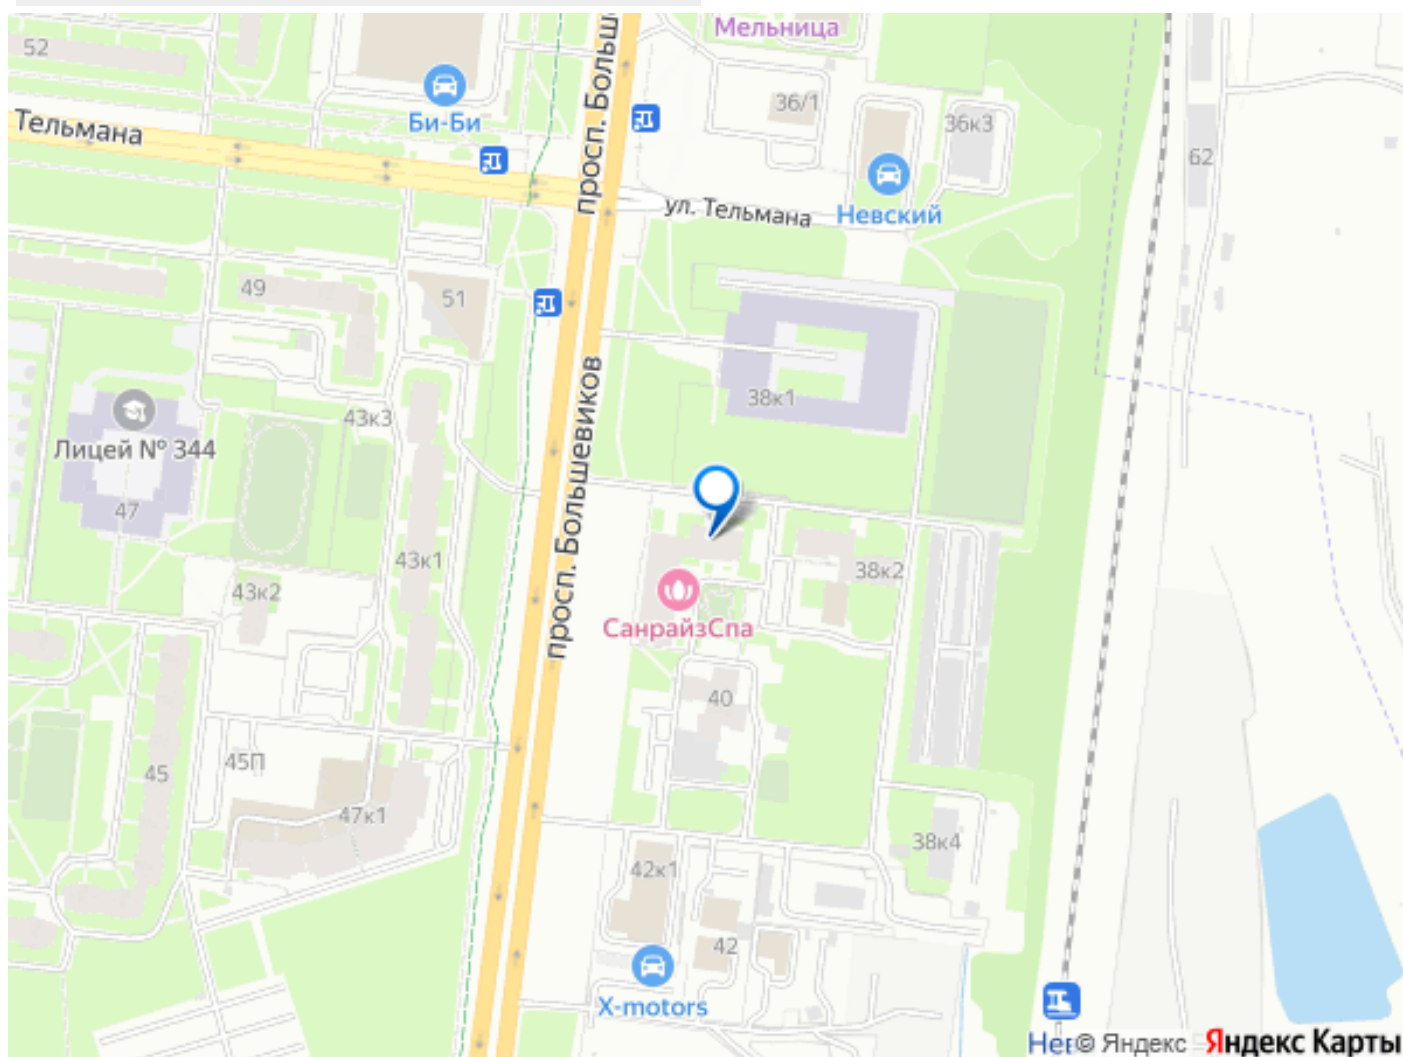 Мельница
52
просп. Больш
Би-Би
36/1
36к3
Тельмана
62
ул. Тельмана
Невский
49
51
просп. Большевиков
38к1
43к3
Лицей № 344
47
43к1
38к2
43к2
СанрайзСпа
40
45П
45
47к1
38к4
42к1
42
X-motors
Нев
© Яндекс
Яндекс Карты